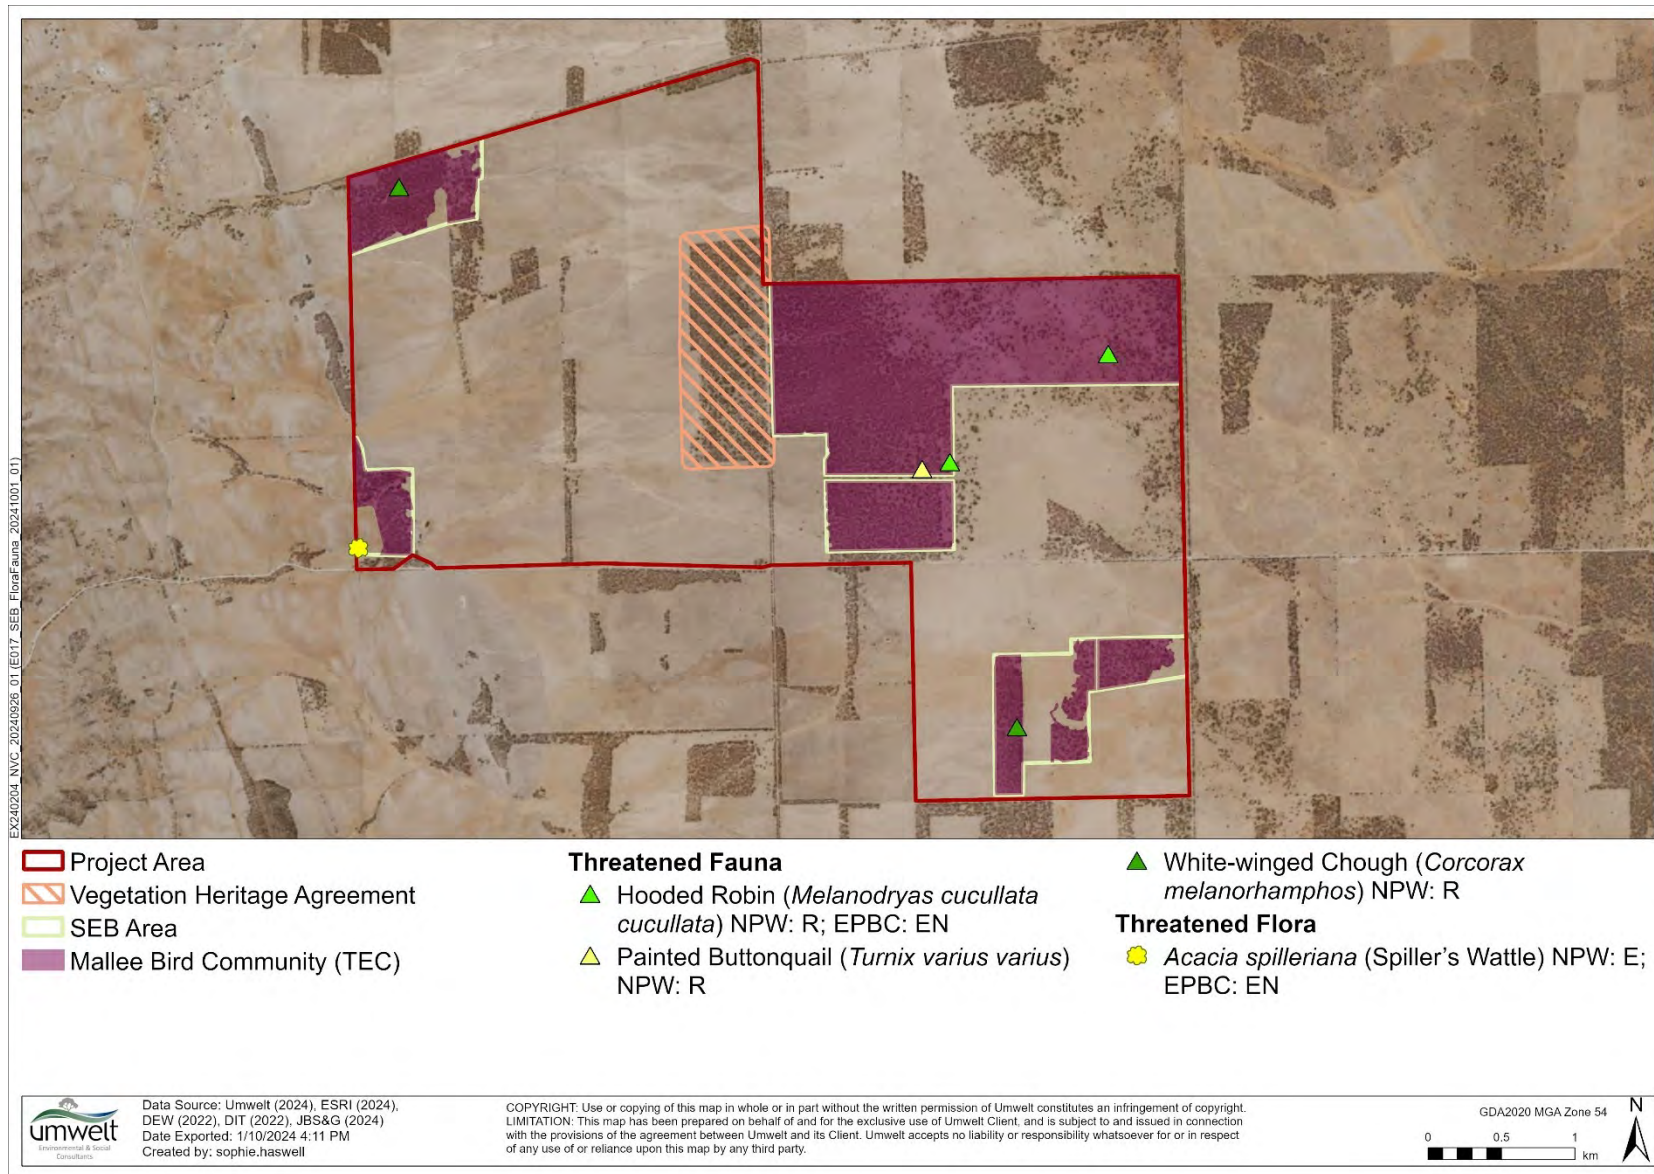 EX240204_NVC_20240926_01 (E017_SEB_FloraFauna_20241001_01)
Project Area
Vegetation Heritage Agreement
SEB Area
Mallee Bird Community (TEC)
Threatened Fauna
Hooded Robin (Melanodryas cucullata
cucullata) NPW: R; EPBC: EN
Painted Buttonquail (Turnix varius varius)
NPW: R
White-winged Chough (Corcorax
melanorhamphos) NPW: R
Threatened Flora
Acacia spilleriana (Spiller's Wattle) NPW: E;
EPBC: EN
umwelt
Environmental & Social
Consultants
Data Source: Umwelt (2024), ESRI (2024),
DEW (2022), DIT (2022), JBS&G (2024)
Date Exported: 1/10/2024 4:11 PM
Created by: sophie.haswell
COPYRIGHT: Use or copying of this map in whole or in part without the written permission of Umwelt constitutes an infringement of copyright.
LIMITATION: This map has been prepared on behalf of and for the exclusive use of Umwelt Client, and is subject to and issued in connection
with the provisions of the agreement between Umwelt and its Client. Umwelt accepts no liability or responsibility whatsoever for or in respect
of any use of or reliance upon this map by any third party.
GDA2020 MGA Zone 54
0 0.5 1
km
N